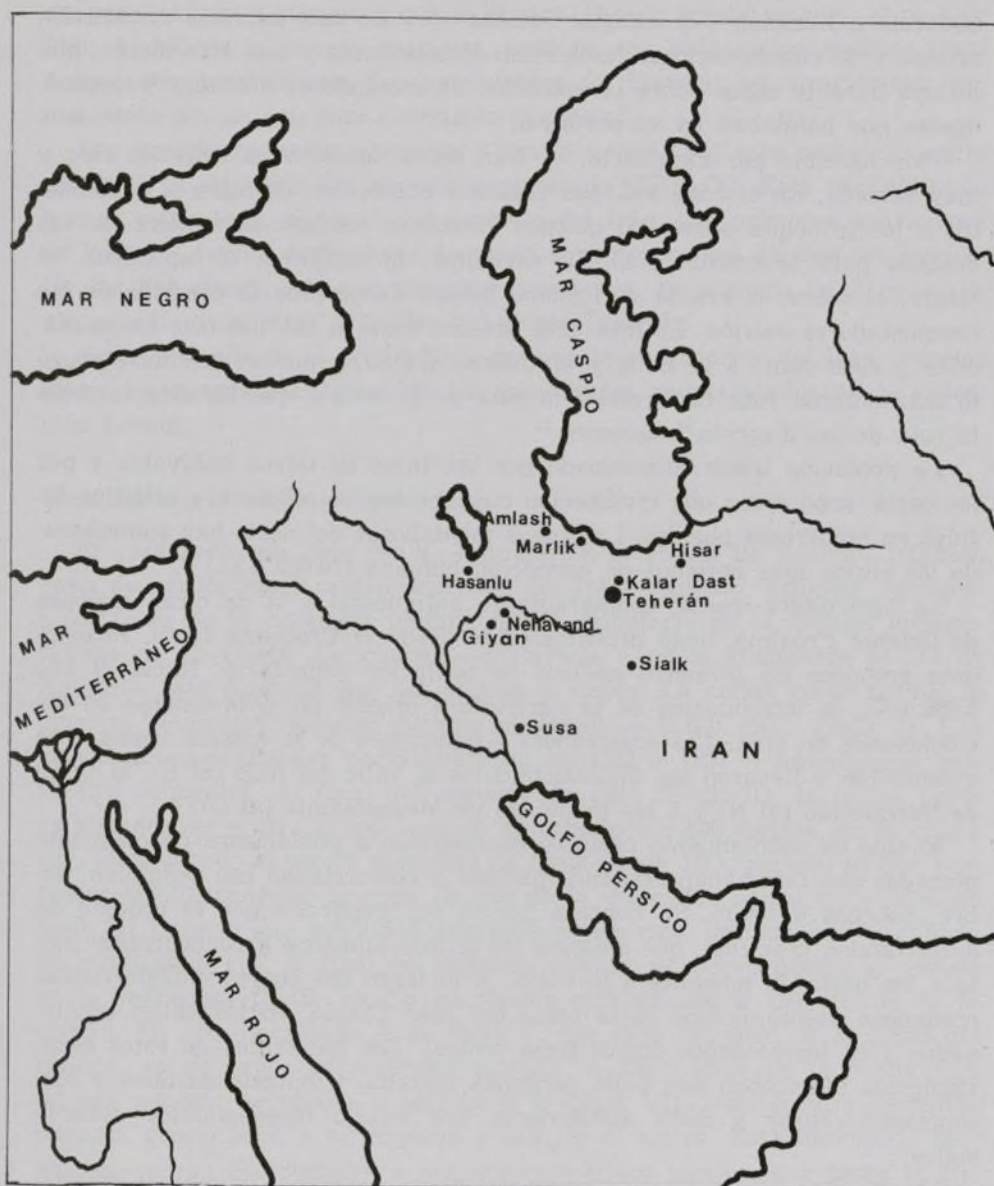 MAR NEGRO
MAR CASPIO
Amlash
Marlik
Hisar
Hasanlu
Kalar Dast
Teherán
Nehavand
Giyan
MAR MEDITERRANEO
Sialk
Susa
IRAN
GOLFO PERSICO
MAR ROJO